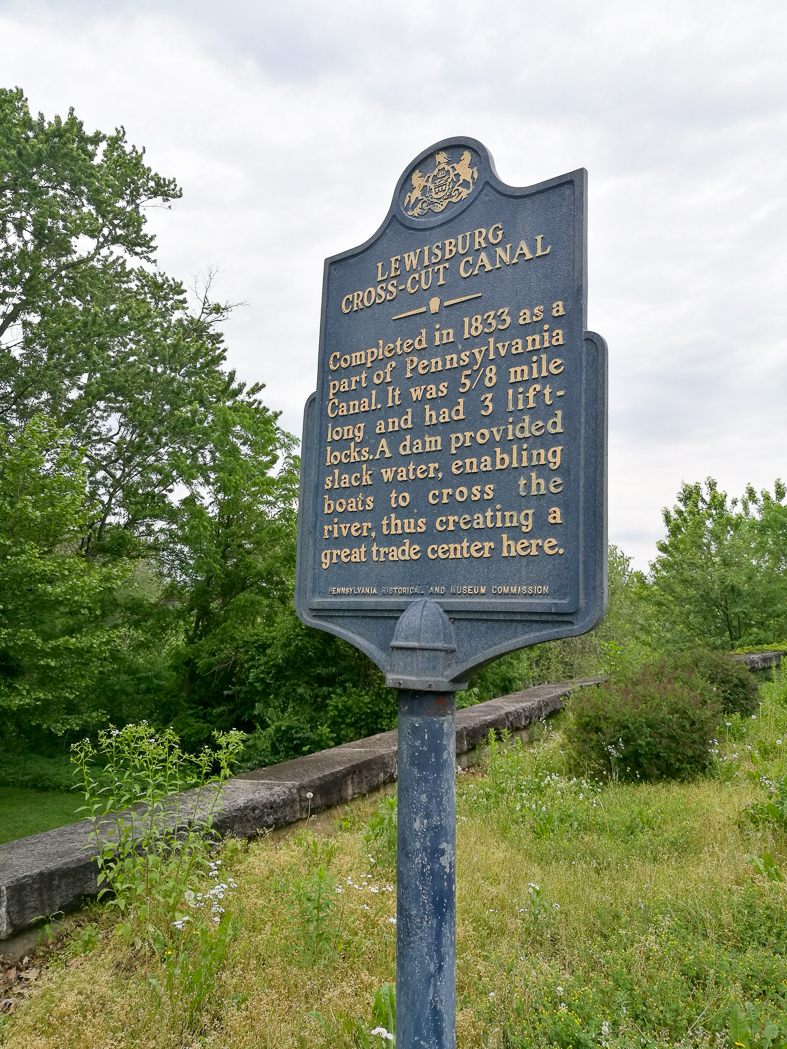 LEWISBURG
CROSS-CUT CANAL
Completed in 1833 as a
part of Pennsylvania
Canal. It was 5/8 mile
long and had 3 lift-
locks. A dam provided
slack water, enabling
boats to cross the
river, thus creating a
great trade center here.
PENNSYLVANIA HISTORICAL AND MUSEUM COMMISSION